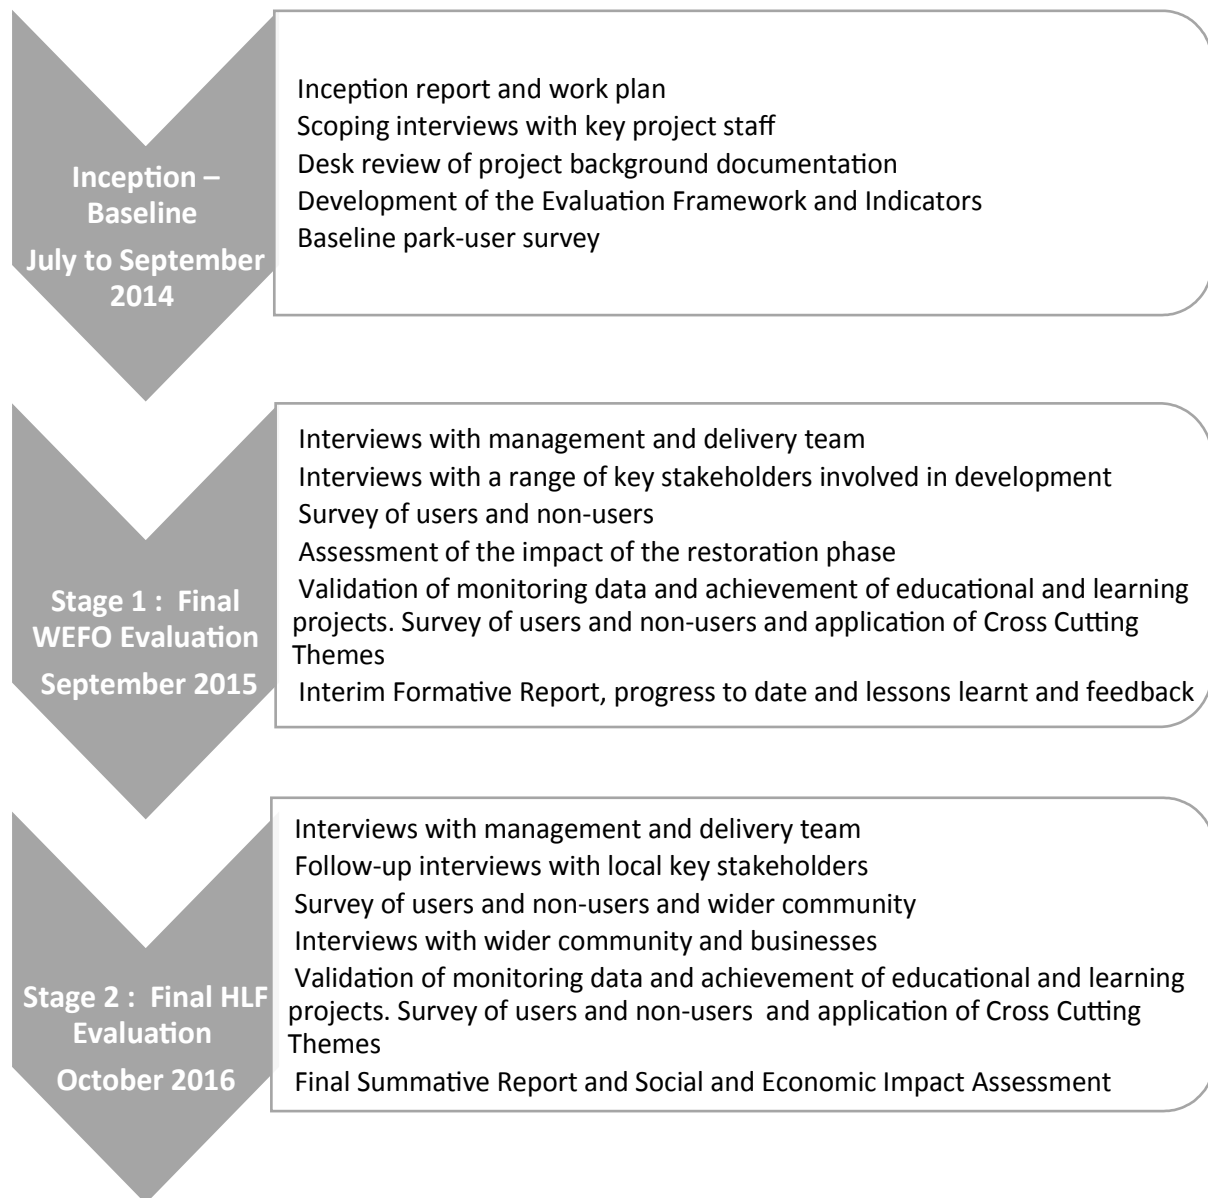 Inception –
Baseline
July to September
2014
Inception report and work plan
Scoping interviews with key project staff
Desk review of project background documentation
Development of the Evaluation Framework and Indicators
Baseline park-user survey
Stage 1 :  Final
WEFO Evaluation
September 2015
Interviews with management and delivery team
Interviews with a range of key stakeholders involved in development
Survey of users and non-users
Assessment of the impact of the restoration phase
Validation of monitoring data and achievement of educational and learning
projects. Survey of users and non-users and application of Cross Cutting
Themes
Interim Formative Report, progress to date and lessons learnt and feedback
Stage 2 :  Final HLF
Evaluation
October 2016
Interviews with management and delivery team
Follow-up interviews with local key stakeholders
Survey of users and non-users and wider community
Interviews with wider community and businesses
Validation of monitoring data and achievement of educational and learning
projects. Survey of users and non-users  and application of Cross Cutting
Themes
Final Summative Report and Social and Economic Impact Assessment